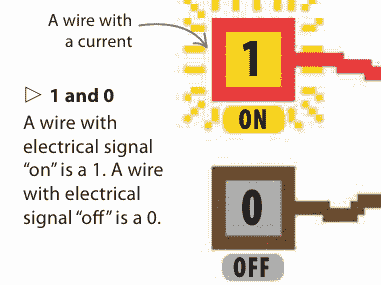 A wire with
a current
1
ON
▷ 1 and 0
A wire with
electrical signal
“on” is a 1. A wire
with electrical
signal “off” is a 0.
0
OFF